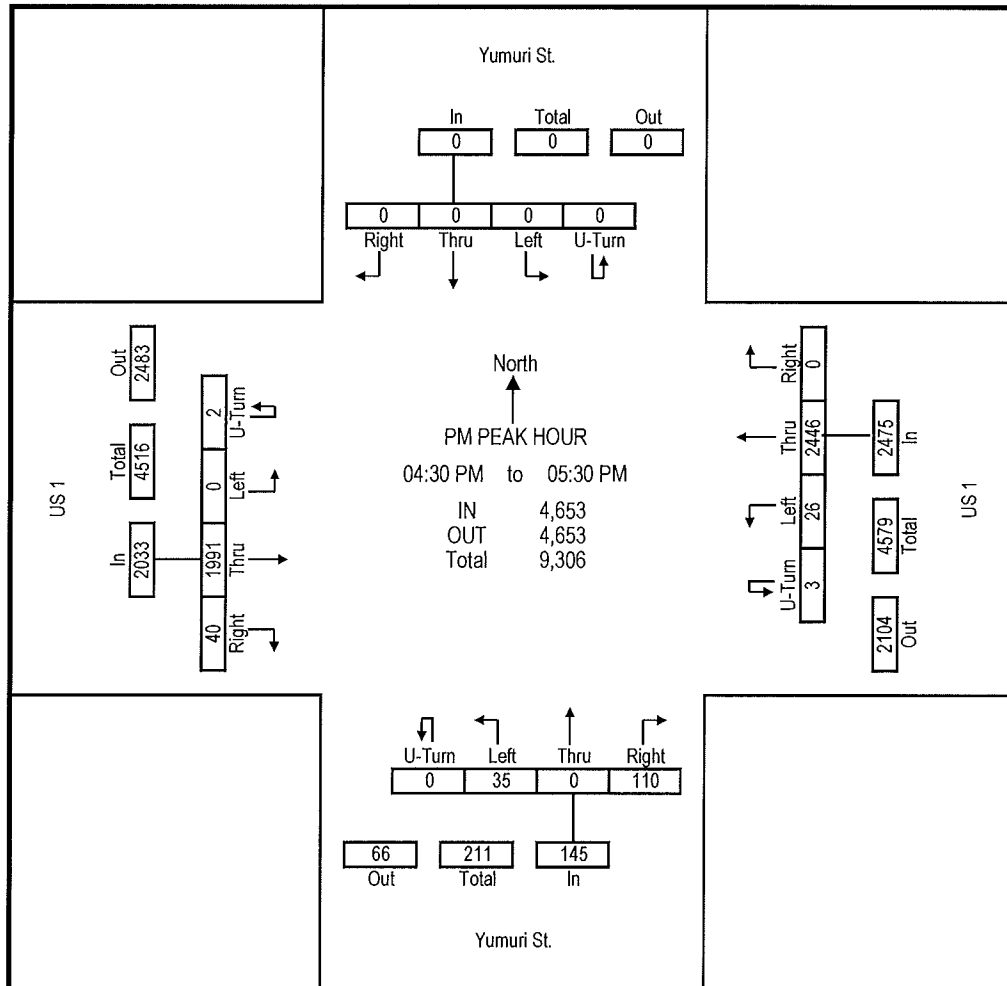 Yumuri St.
In Total Out
0 0 0
0 0 0 0
Right Thru Left U-Turn
US 1
Out Total In
2483 4516 2033
2 0 1991 40
U-Turn Left Thru Right
North
PM PEAK HOUR
04:30 PM to 05:30 PM
IN 4,653
OUT 4,653
Total 9,306
Right Thru Left U-Turn
0 2446 26 3
2475 4579 2104
In Total Out
US 1
U-Turn Left Thru Right
0 35 0 110
66 211 145
Out Total In
Yumuri St.